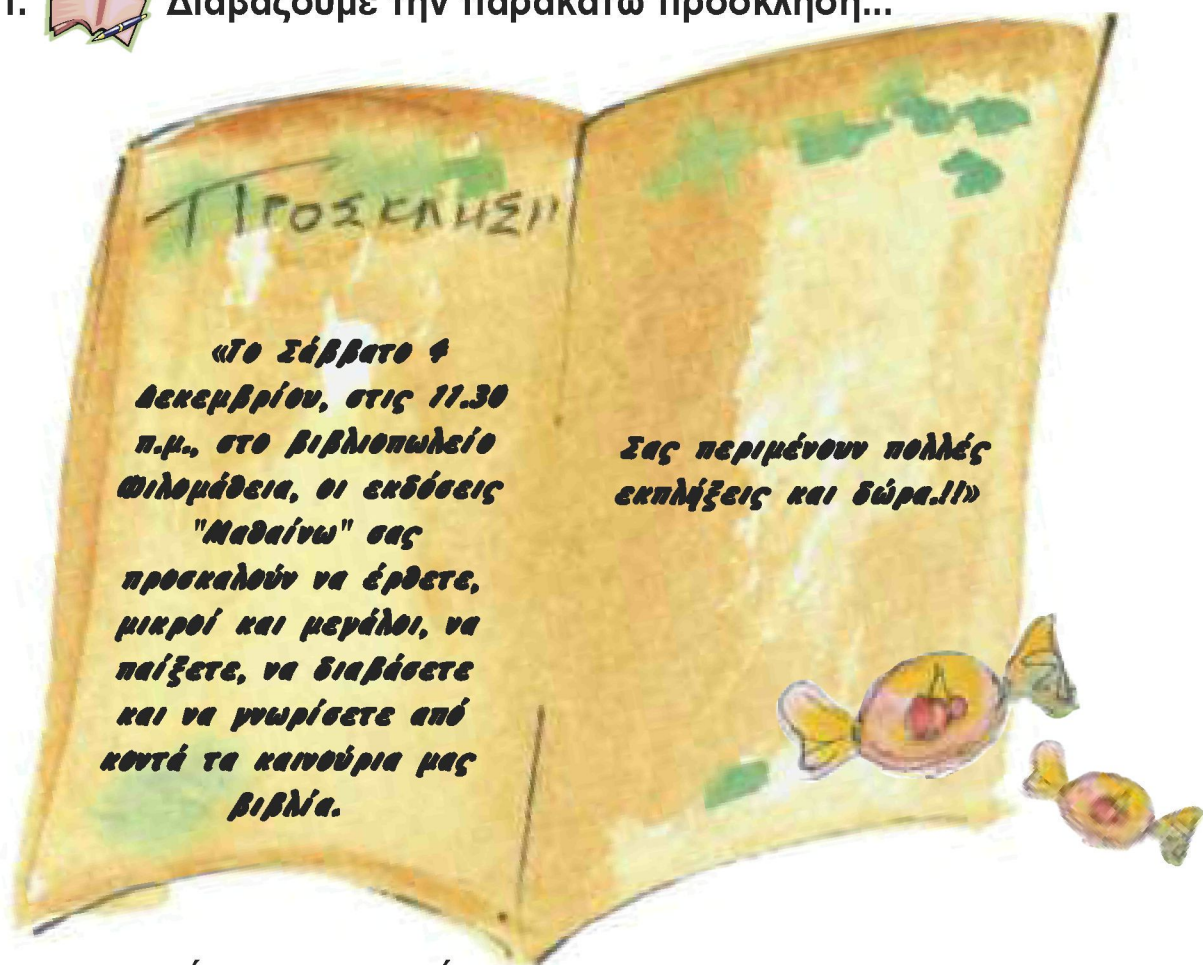 1. Διαβάζουμε την παρακάτω πρόσκληση...
ΠΡΟΣΚΛΗΣΗ
«Το Σάββατο 4
Δεκεμβρίου, στις 11.30
π.μ., στο βιβλιοπωλείο
Φιλομάθεια, οι εκδόσεις
"Μαθαίνω" σας
προσκαλούν να έρθετε,
μικροί και μεγάλοι, να
παίξετε, να διαβάσετε
και να γνωρίσετε από
κοντά τα καινούρια μας
βιβλία.
Σας περιμένουν πολλές
εκπλήξεις και δώρα.!!»